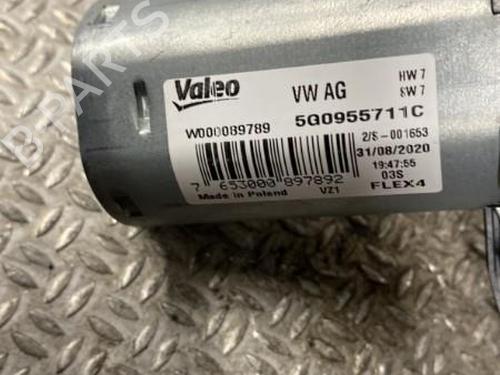 Valeo VW AG HW 7
SW 7
W000089789 5G0955711C
2/S-001653
31/08/2020
19:47:55
7 653000 897892 03S
Made in Poland VZ1 FLEX4